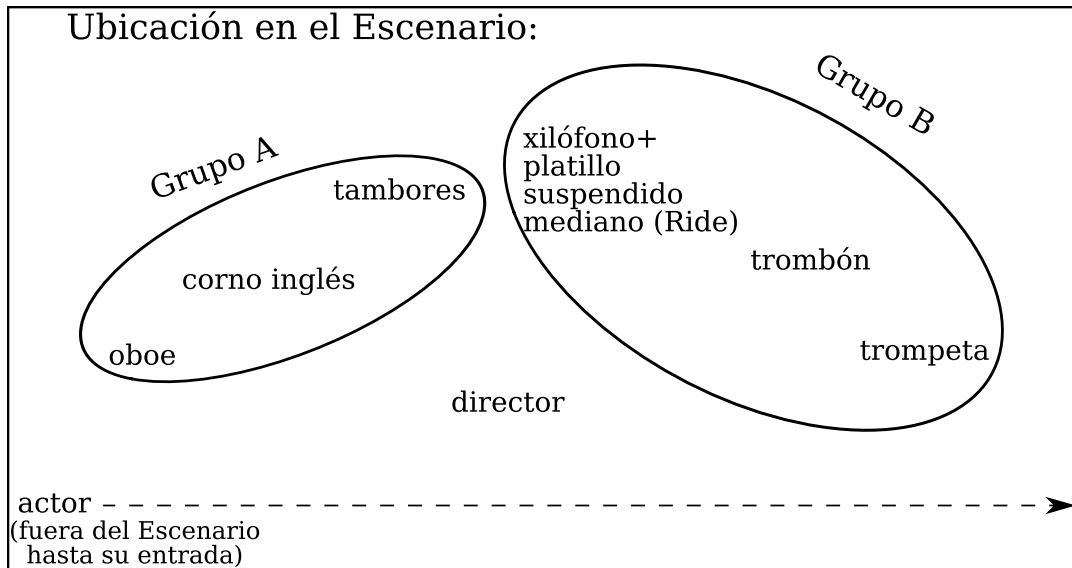 Ubicación en el Escenario:
Grupo A
tambores
corno inglés
oboe
Grupo B
xilófono+
platillo
suspendido
mediano (Ride)
trombón
trompeta
director
actor
(fuera del Escenario
hasta su entrada)